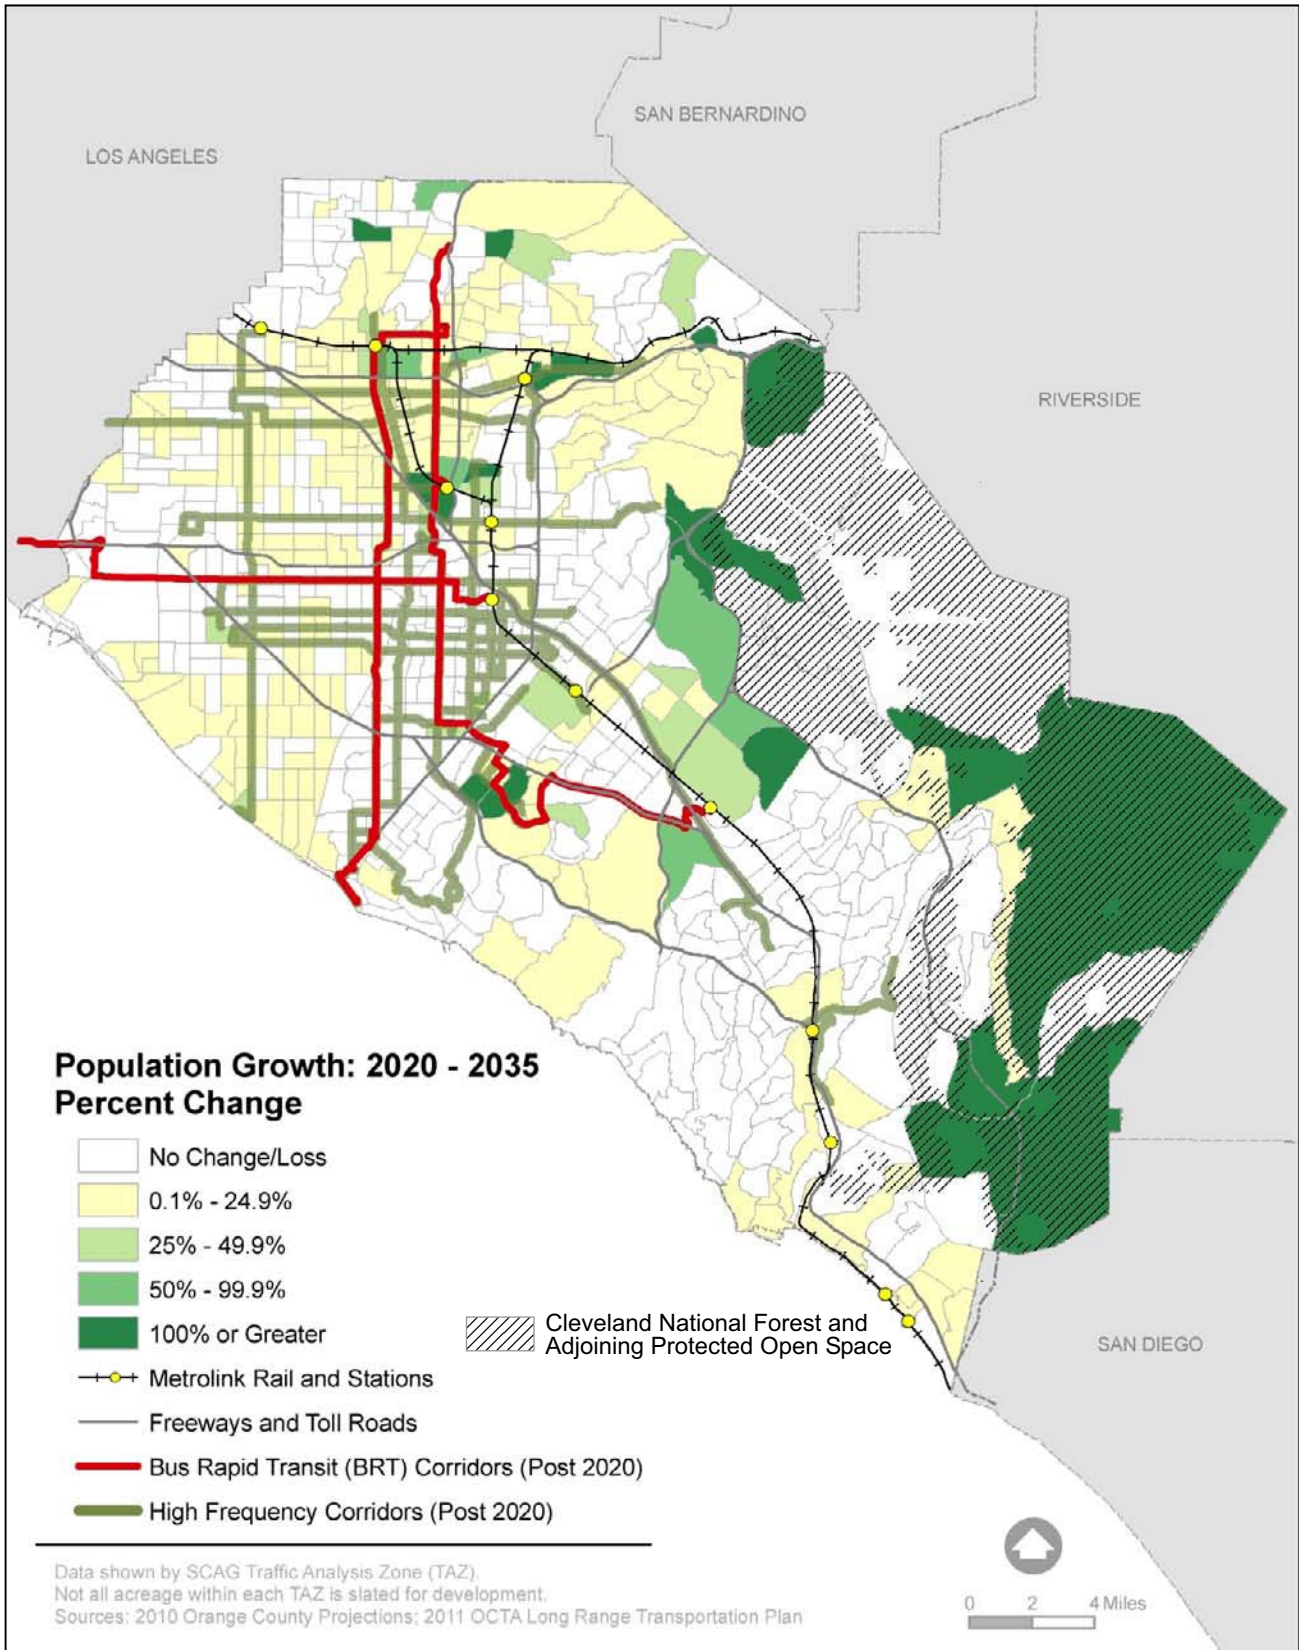 SAN BERNARDINO
LOS ANGELES
RIVERSIDE
Population Growth: 2020 - 2035
Percent Change
No Change/Loss
0.1% - 24.9%
25% - 49.9%
50% - 99.9%
100% or Greater
Cleveland National Forest and
Adjoining Protected Open Space
SAN DIEGO
Metrolink Rail and Stations
Freeways and Toll Roads
Bus Rapid Transit (BRT) Corridors (Post 2020)
High Frequency Corridors (Post 2020)
Data shown by SCAG Traffic Analysis Zone (TAZ).
Not all acreage within each TAZ is slated for development.
Sources: 2010 Orange County Projections; 2011 OCTA Long Range Transportation Plan
0 2 4 Miles